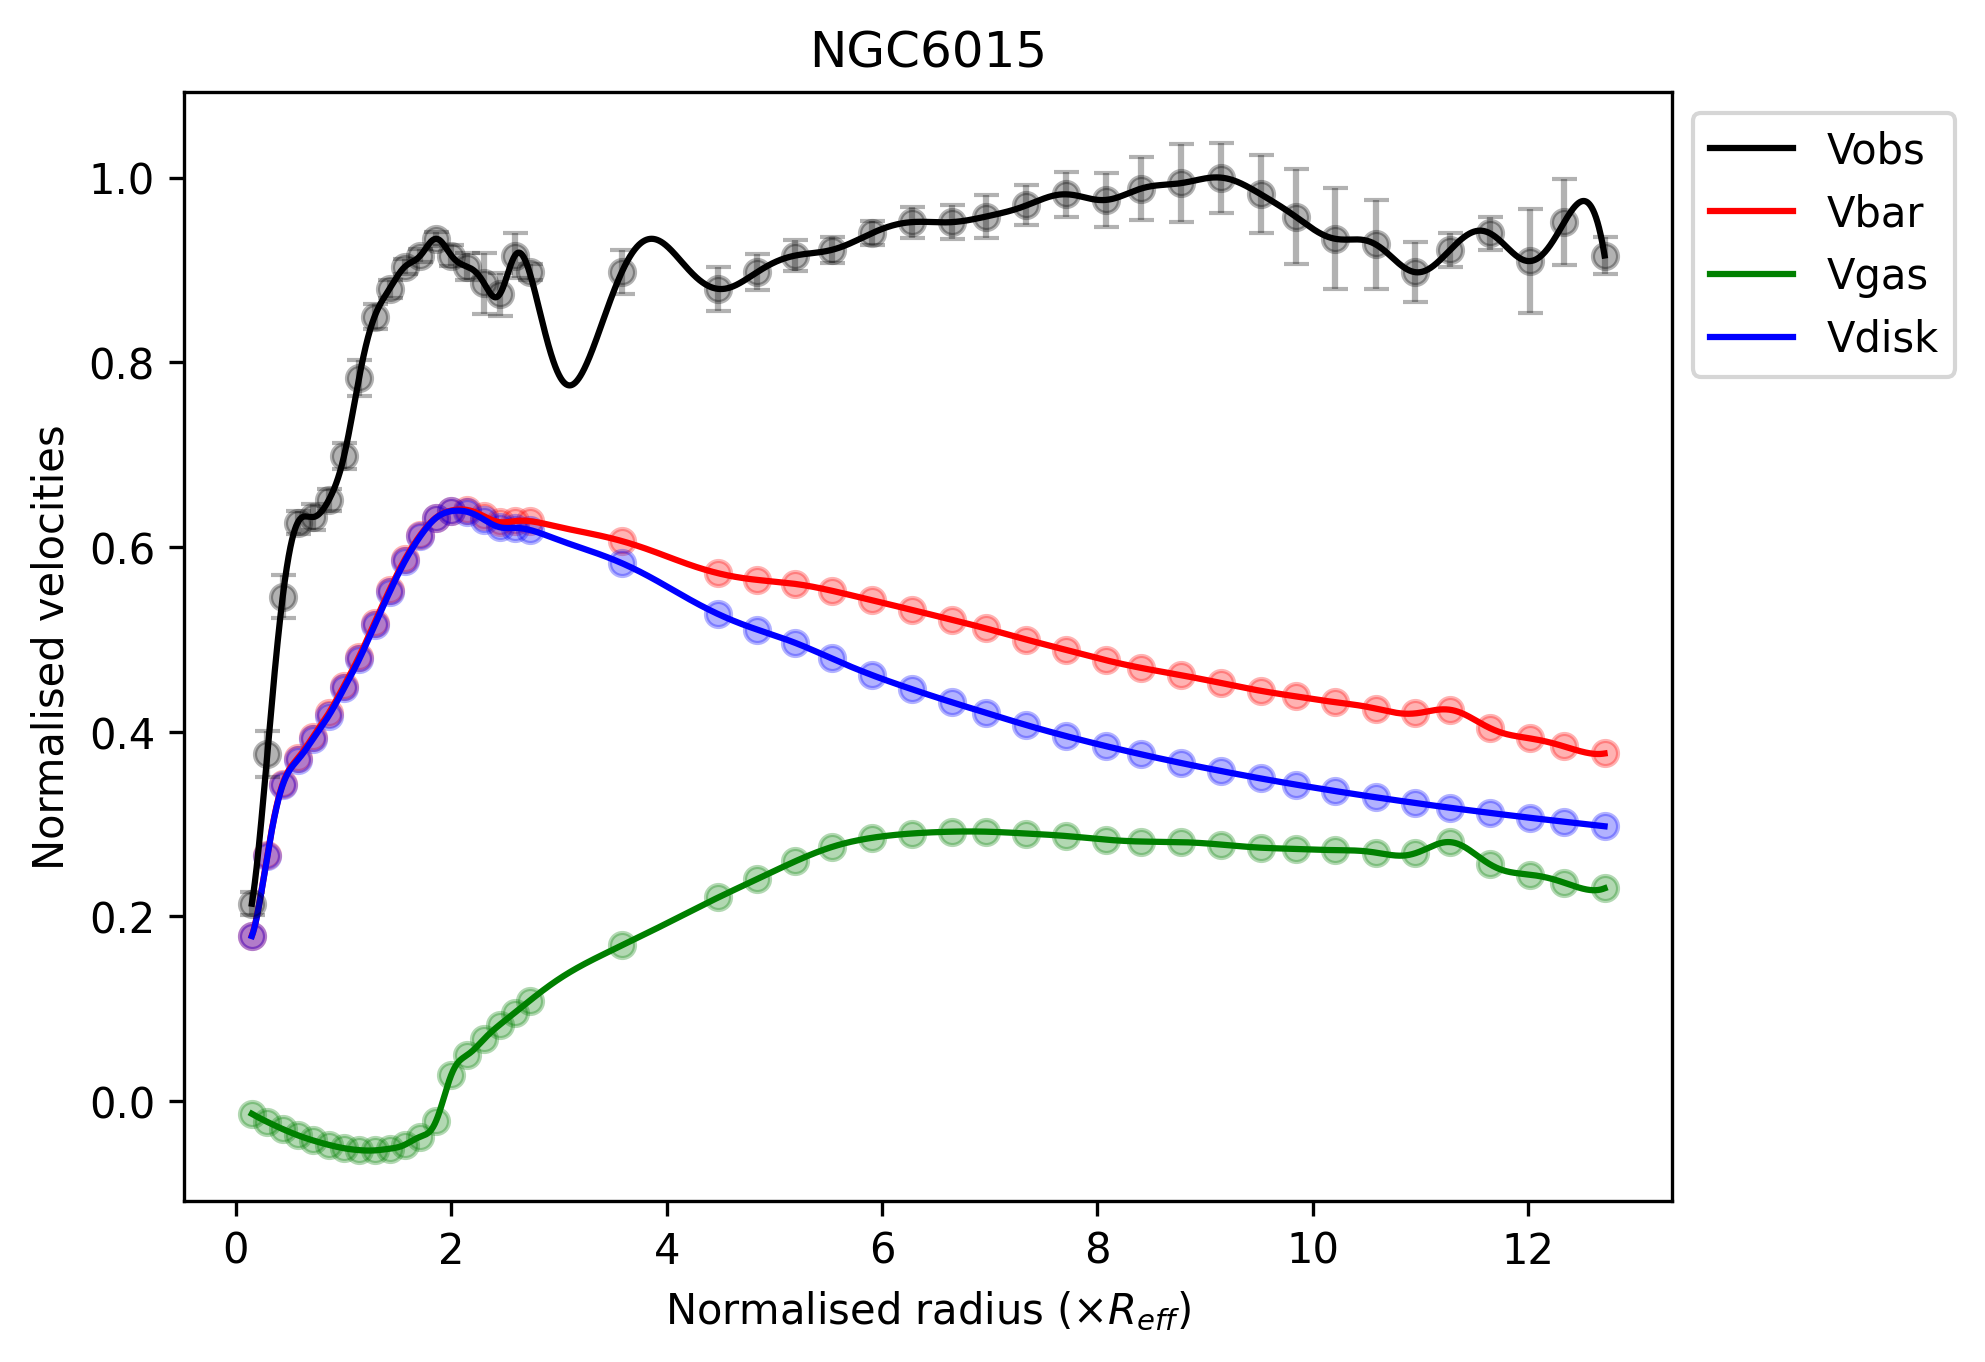 NGC6015
Normalised velocities
1.0
0.8
0.6
0.4
0.2
0.0
0 2 4 6 8 10 12
Normalised radius (×R_eff)
Vobs
Vbar
Vgas
Vdisk